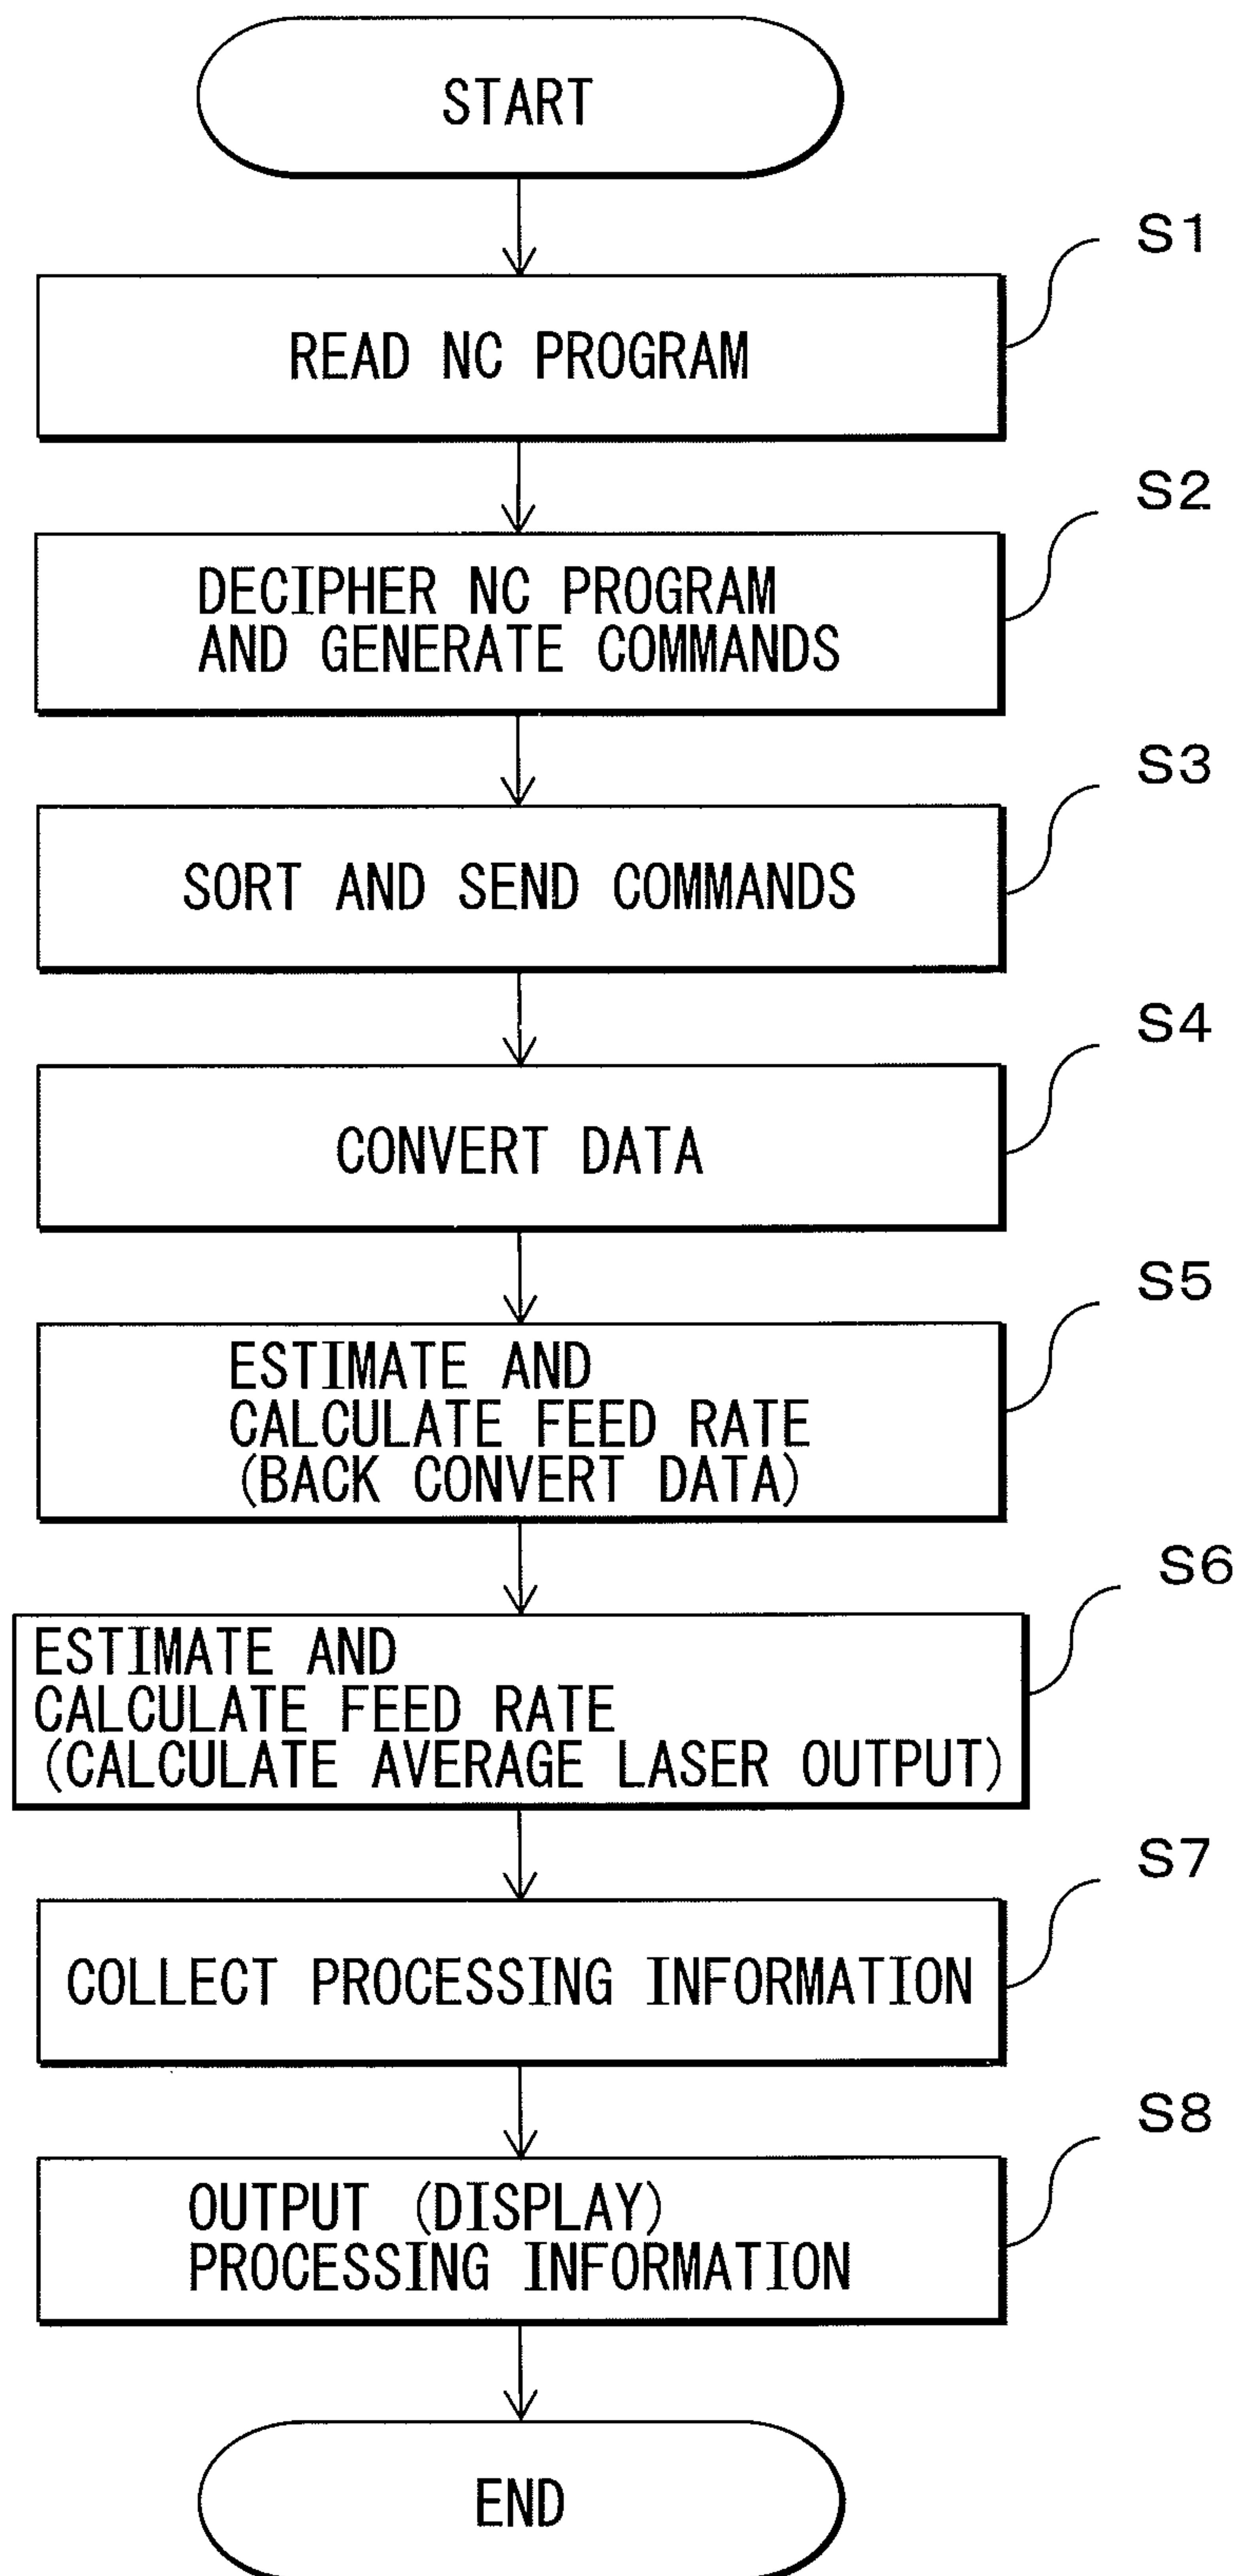 START
S1
READ NC PROGRAM
S2
DECIPHER NC PROGRAM
AND GENERATE COMMANDS
S3
SORT AND SEND COMMANDS
S4
CONVERT DATA
S5
ESTIMATE AND
CALCULATE FEED RATE
(BACK CONVERT DATA)
S6
ESTIMATE AND
CALCULATE FEED RATE
(CALCULATE AVERAGE LASER OUTPUT)
S7
COLLECT PROCESSING INFORMATION
S8
OUTPUT (DISPLAY)
PROCESSING INFORMATION
END